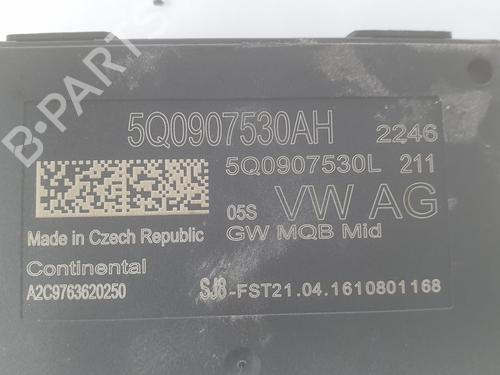 B-PARTS
5Q0907530AH 2246
5Q0907530L 211
05S VW AG
Made in Czech Republic GW MQB Mid
Continental
A2C9763620250 SJ6-FST21.04.1610801168